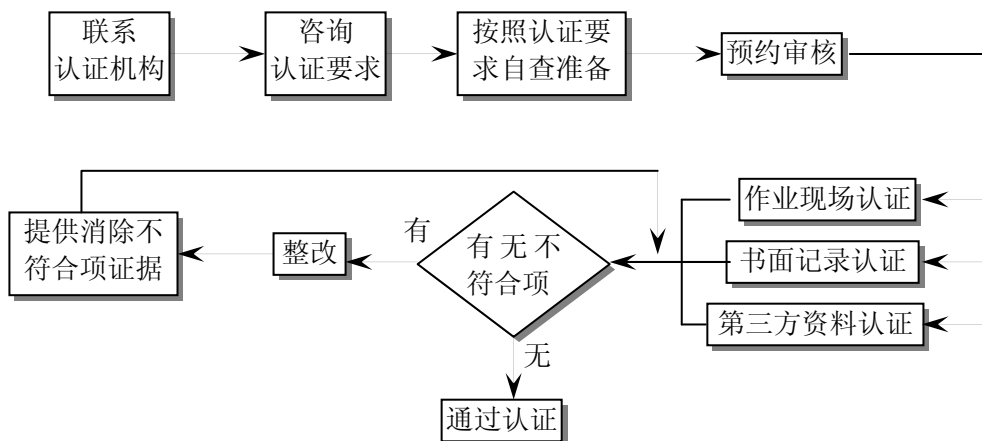 联系
认证机构
咨询
认证要求
按照认证要
求自查准备
预约审核
作业现场认证
书面记录认证
第三方资料认证
有无不
符合项
有
整改
提供消除不
符合项证据
无
通过认证